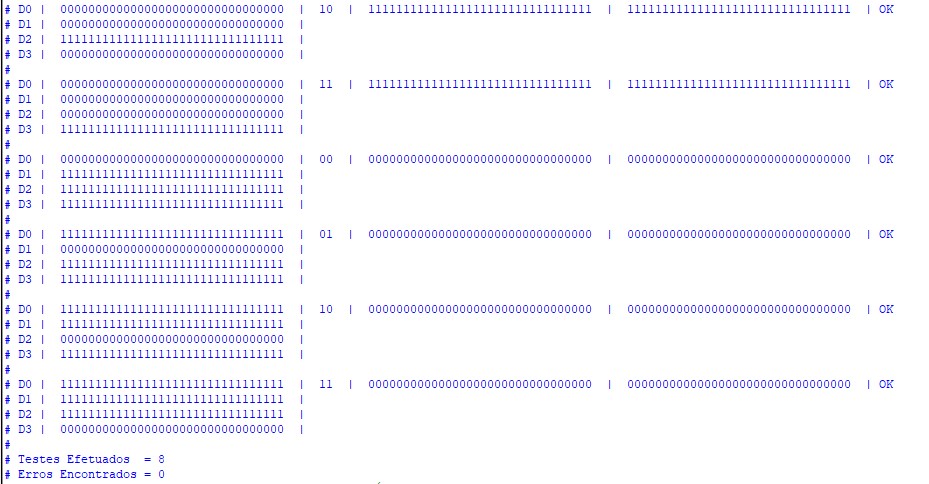 # D0 |  00000000000000000000000000000000  |  10  |  11111111111111111111111111111111  |  11111111111111111111111111111111  | OK
# D1 |  00000000000000000000000000000000  |
# D2 |  11111111111111111111111111111111  |
# D3 |  00000000000000000000000000000000  |
#
# D0 |  00000000000000000000000000000000  |  11  |  11111111111111111111111111111111  |  11111111111111111111111111111111  | OK
# D1 |  00000000000000000000000000000000  |
# D2 |  00000000000000000000000000000000  |
# D3 |  11111111111111111111111111111111  |
#
# D0 |  00000000000000000000000000000000  |  00  |  00000000000000000000000000000000  |  00000000000000000000000000000000  | OK
# D1 |  11111111111111111111111111111111  |
# D2 |  11111111111111111111111111111111  |
# D3 |  11111111111111111111111111111111  |
#
# D0 |  11111111111111111111111111111111  |  01  |  00000000000000000000000000000000  |  00000000000000000000000000000000  | OK
# D1 |  00000000000000000000000000000000  |
# D2 |  11111111111111111111111111111111  |
# D3 |  11111111111111111111111111111111  |
#
# D0 |  11111111111111111111111111111111  |  10  |  00000000000000000000000000000000  |  00000000000000000000000000000000  | OK
# D1 |  11111111111111111111111111111111  |
# D2 |  00000000000000000000000000000000  |
# D3 |  11111111111111111111111111111111  |
#
# D0 |  11111111111111111111111111111111  |  11  |  00000000000000000000000000000000  |  00000000000000000000000000000000  | OK
# D1 |  11111111111111111111111111111111  |
# D2 |  11111111111111111111111111111111  |
# D3 |  00000000000000000000000000000000  |
#
# Testes Efetuados  = 8
# Erros Encontrados = 0